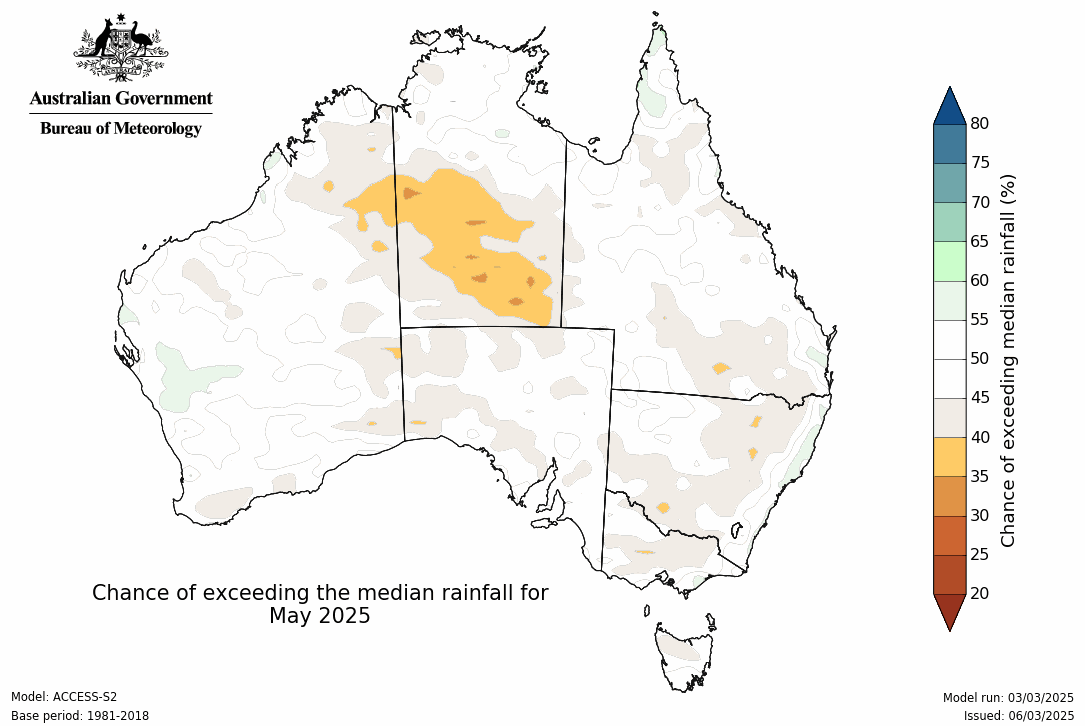 AUSTRALIA
Australian Government
Bureau of Meteorology
80
75
70
65
60
55
50
45
40
35
30
25
20
Chance of exceeding median rainfall (%)
Chance of exceeding the median rainfall for
May 2025
Model: ACCESS-S2
Base period: 1981-2018
Model run: 03/03/2025
Issued: 06/03/2025